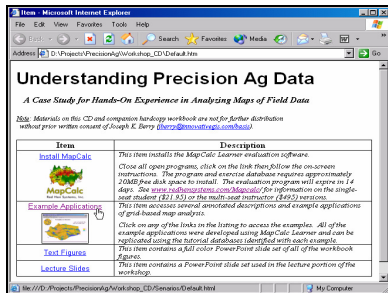 Item - Microsoft Internet Explorer
File Edit View Favorites Tools Help
Back Search Favorites Media
Address D:\Projects\PrecisionAg\Workshop_CD\Default.htm Go
Understanding Precision Ag Data
A Case Study for Hands-On Experience in Analyzing Maps of Field Data
Note: Materials on this CD and companion hardcopy workbook are not for further distribution
without prior written consent of Joseph K. Berry (jberry@innovativegis.com/basis).
Item Description
Install MapCalc
MapCalc
This item installs the MapCalc Learner evaluation software.
Close all open programs, click on the link then follow the on-screen
instructions. The program and exercise database requires approximately
20MB free disk space to install. The evaluation program will expire in 14
days. See www.redhensystems.com/Mapcalc/ for information on the single-
seat student ($21.95) or the multi-seat instructor ($495) versions.
Example Applications
This item accesses several annotated descriptions and example applications
of grid-based map analysis.
Click on any of the links in the listing to access the examples. All of the
example applications were developed using MapCalc Learner and can be
replicated using the tutorial databases identified with each example.
Text Figures
This item contains a full color PowerPoint slide set of all of the workbook
figures.
Lecture Slides
This item contains a PowerPoint slide set used in the lecture portion of the
workshop.
file:///D:/Projects/PrecisionAg/Workshop_CD/Senarios/Default.htm My Computer